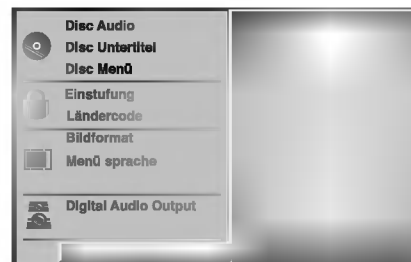 Disc Audio
Disc Untertitel
Disc Menü
Einstufung
Ländercode
Bildformat
Menü sprache
Digital Audio Output